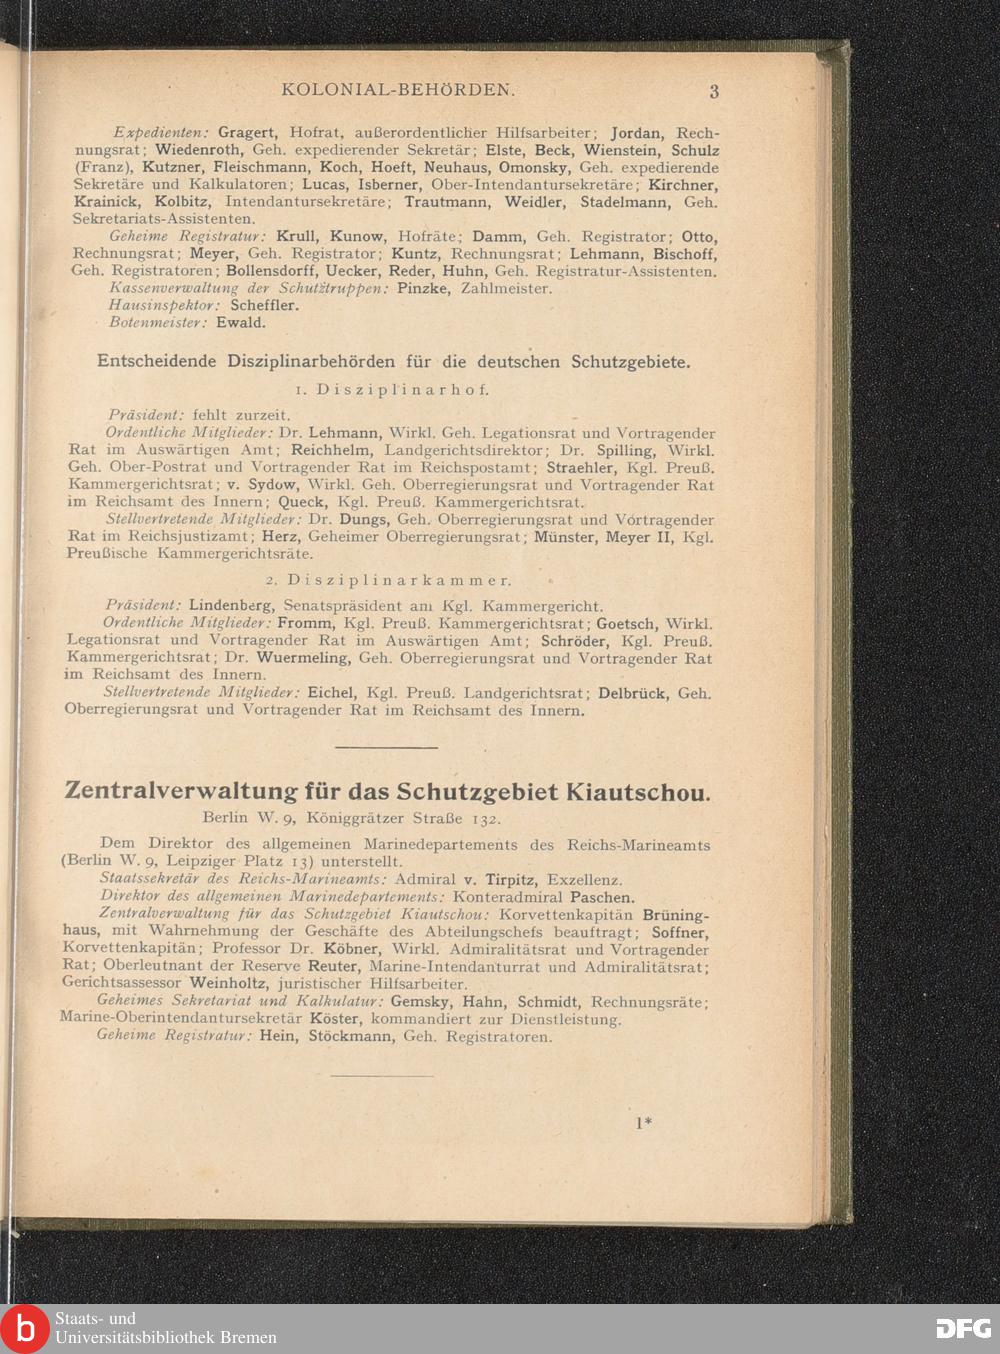 KOLONIAL-BEHÖRDEN. 3
Expedienten: Gragert, Hofrat, außerordentlicher Hilfsarbeiter; Jordan, Rech-
nungsrat; Wiedenroth, Geh. expedierender Sekretär; Elste, Beck, Wienstein, Schulz
(Franz), Kutzner, Fleischmann, Koch, Hoeft, Neuhaus, Omonsky, Geh. expedierende
Sekretäre und Kalkulatoren; Lucas, Isberner, Ober-Intendantursekretäre; Kirchner,
Krainick, Kolbitz, Intendantursekretäre; Trautmann, Weidler, Stadelmann, Geh.
Sekretariats-Assistenten.
Geheime Registratur: Krull, Kunow, Hofräte; Damm, Geh. Registrator; Otto,
Rechnungsrat; Meyer, Geh. Registrator; Kuntz, Rechnungsrat; Lehmann, Bischoff,
Geh. Registratoren; Bollensdorff, Uecker, Reder, Huhn, Geh. Registratur-Assistenten.
Kassenverwaltung der Schutztruppen: Pinzke, Zahlmeister.
Hausinspektor: Scheffler.
Botenmeister: Ewald.
Entscheidende Disziplinarbehörden für die deutschen Schutzgebiete.
1. Disziplinarhof.
Präsident: fehlt zurzeit.
Ordentliche Mitglieder: Dr. Lehmann, Wirkl. Geh. Legationsrat und Vortragender
Rat im Auswärtigen Amt; Reichhelm, Landgerichtsdirektor; Dr. Spilling, Wirkl.
Geh. Ober-Postrat und Vortragender Rat im Reichspostamt; Straehler, Kgl. Preuß.
Kammergerichtsrat; v. Sydow, Wirkl. Geh. Oberregierungsrat und Vortragender Rat
im Reichsamt des Innern; Queck, Kgl. Preuß. Kammergerichtsrat.
Stellvertretende Mitglieder: Dr. Dungs, Geh. Oberregierungsrat und Vortragender
Rat im Reichsjustizamt; Herz, Geheimer Oberregierungsrat; Münster, Meyer II, Kgl.
Preußische Kammergerichtsräte.
2. Disziplinarkammer.
Präsident: Lindenberg, Senatspräsident am Kgl. Kammergericht.
Ordentliche Mitglieder: Fromm, Kgl. Preuß. Kammergerichtsrat; Goetsch, Wirkl.
Legationsrat und Vortragender Rat im Auswärtigen Amt; Schröder, Kgl. Preuß.
Kammergerichtsrat; Dr. Wuermeling, Geh. Oberregierungsrat und Vortragender Rat
im Reichsamt des Innern.
Stellvertretende Mitglieder: Eichel, Kgl. Preuß. Landgerichtsrat; Delbrück, Geh.
Oberregierungsrat und Vortragender Rat im Reichsamt des Innern.
Zentralverwaltung für das Schutzgebiet Kiautschou.
Berlin W. 9, Königgrätzer Straße 132.
Dem Direktor des allgemeinen Marinedepartements des Reichs-Marineamts
(Berlin W. 9, Leipziger Platz 13) unterstellt.
Staatssekretär des Reichs-Marineamts: Admiral v. Tirpitz, Exzellenz.
Direktor des allgemeinen Marinedepartements: Konteradmiral Paschen.
Zentralverwaltung für das Schutzgebiet Kiautschou: Korvettenkapitän Brüning-
haus, mit Wahrnehmung der Geschäfte des Abteilungschefs beauftragt; Soffner,
Korvettenkapitän; Professor Dr. Köbner, Wirkl. Admiralitätsrat und Vortragender
Rat; Oberleutnant der Reserve Reuter, Marine-Intendanturrat und Admiralitätsrat;
Gerichtsassessor Weinholtz, juristischer Hilfsarbeiter.
Geheimes Sekretariat und Kalkulatur: Gemsky, Hahn, Schmidt, Rechnungsräte;
Marine-Oberintendantursekretär Köster, kommandiert zur Dienstleistung.
Geheime Registratur: Hein, Stöckmann, Geh. Registratoren.
1*
b Staats- und
Universitätsbibliothek Bremen
DFG